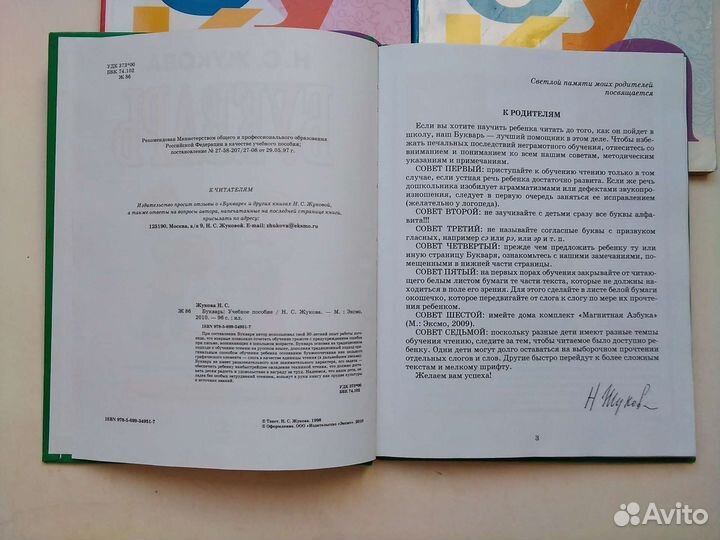 УДК 373*00
ББК 74.102
Ж 86
Рекомендован Министерством общего и профессионального образования
Российской Федерации в качестве учебного пособия;
постановление № 27-58-207/27-08 от 29.05.97 г.
К ЧИТАТЕЛЯМ
Издательство просит отзывы о «Букваре» и других книгах Н. С. Жуковой,
а также ответы на вопросы автора, напечатанные на последней странице книги,
присылать по адресу:
125190, Москва, а/я 9, Н. С. Жуковой. E-mail: zhukova@eksmo.ru
Жукова Н. С.
Ж 86 Букварь: Учебное пособие / Н. С. Жукова. — М. : Эксмо,
2010. — 96 с. : ил.
ISBN 978-5-699-34951-7
УДК 373*00
ББК 74.102
ISBN 978-5-699-34951-7
© Текст. Н. С. Жукова, 1998
© Оформление. ООО «Издательство «Эксмо», 2010
Светлой памяти моих родителей
посвящается
К РОДИТЕЛЯМ
Если вы хотите научить ребенка читать до того, как он пойдет в
школу, наш Букварь — лучший помощник в этом деле. Чтобы избе-
жать печальных последствий неграмотного обучения, отнеситесь со
вниманием и пониманием ко всем нашим советам, методическим
указаниям и примечаниям.
СОВЕТ ПЕРВЫЙ: приступайте к обучению чтению только в том
случае, если устная речь ребенка достаточно развита. Если же речь
дошкольника изобилует аграмматизмами или дефектами звукопро-
изношения, следует в первую очередь заняться ее исправлением
(желательно у логопеда).
СОВЕТ ВТОРОЙ: не заучивайте с детьми сразу все буквы алфа-
вита!!!
СОВЕТ ТРЕТИЙ: не называйте согласные буквы с призвуком
гласных, например сэ или рэ, или эр и т. п.
СОВЕТ ЧЕТВЕРТЫЙ: прежде чем предложить ребенку ту или
иную страницу Букваря, ознакомьтесь с нашими замечаниями, по-
мещенными в нижней части страницы.
СОВЕТ ПЯТЫЙ: на первых порах обучения закрывайте от читаю-
щего белым листом бумаги те части текста, которые не должны на-
ходиться в поле его зрения. Для этого сделайте в листе белой бумаги
окошечко, которое передвигайте от слога к слогу по мере их прочте-
ния ребенком.
СОВЕТ ШЕСТОЙ: имейте дома комплект «Магнитная Азбука»
(М.: Эксмо, 2009).
СОВЕТ СЕДЬМОЙ: поскольку разные дети имеют разные темпы
обучения чтению, следите за тем, чтобы читаемое было доступно ре-
бенку. Одни дети могут долго оставаться на выборочном прочтении
отдельных слогов и слов. Другие быстро перейдут к более сложным
текстам и мелкому шрифту.
Желаем вам успеха!
Н Жукова
3
Avito